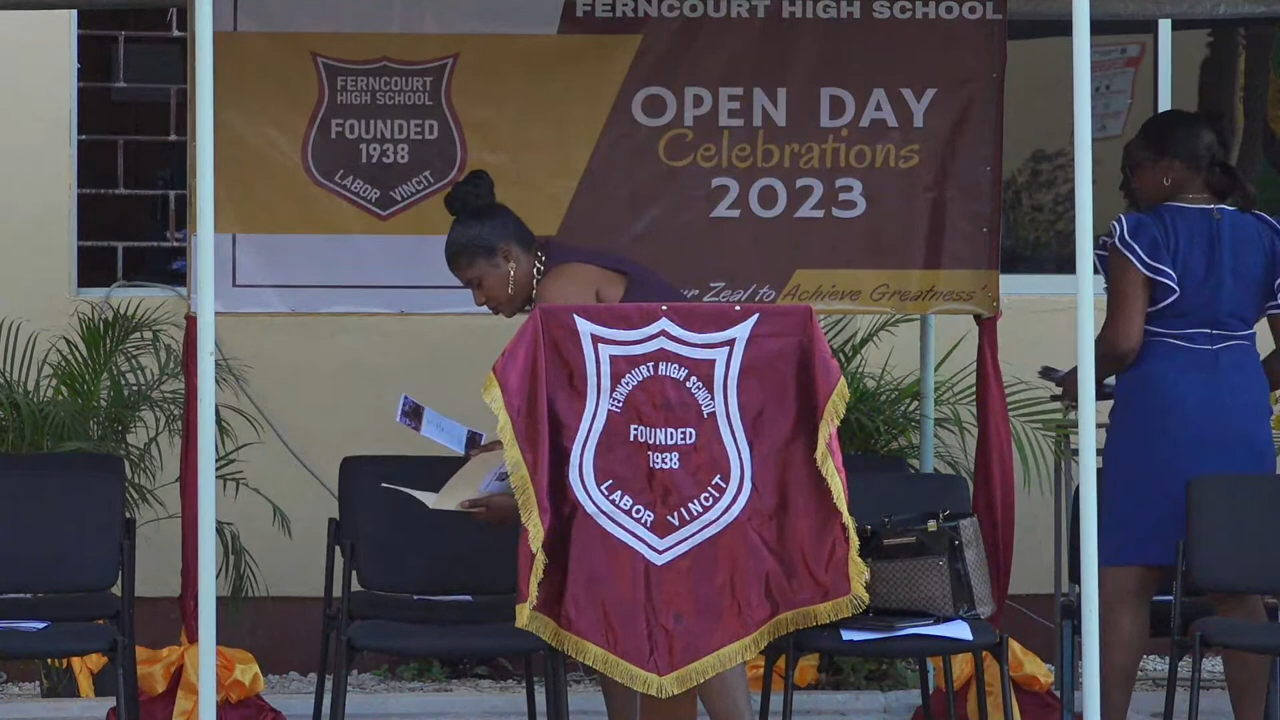 FERNCOURT HIGH SCHOOL
FERNCOURT
HIGH SCHOOL
FOUNDED
1938
LABOR VINCIT
OPEN DAY
Celebrations
2023
Zeal to Achieve Greatness"
FERNCOURT HIGH SCHOOL
FOUNDED
1938
LABOR VINCIT